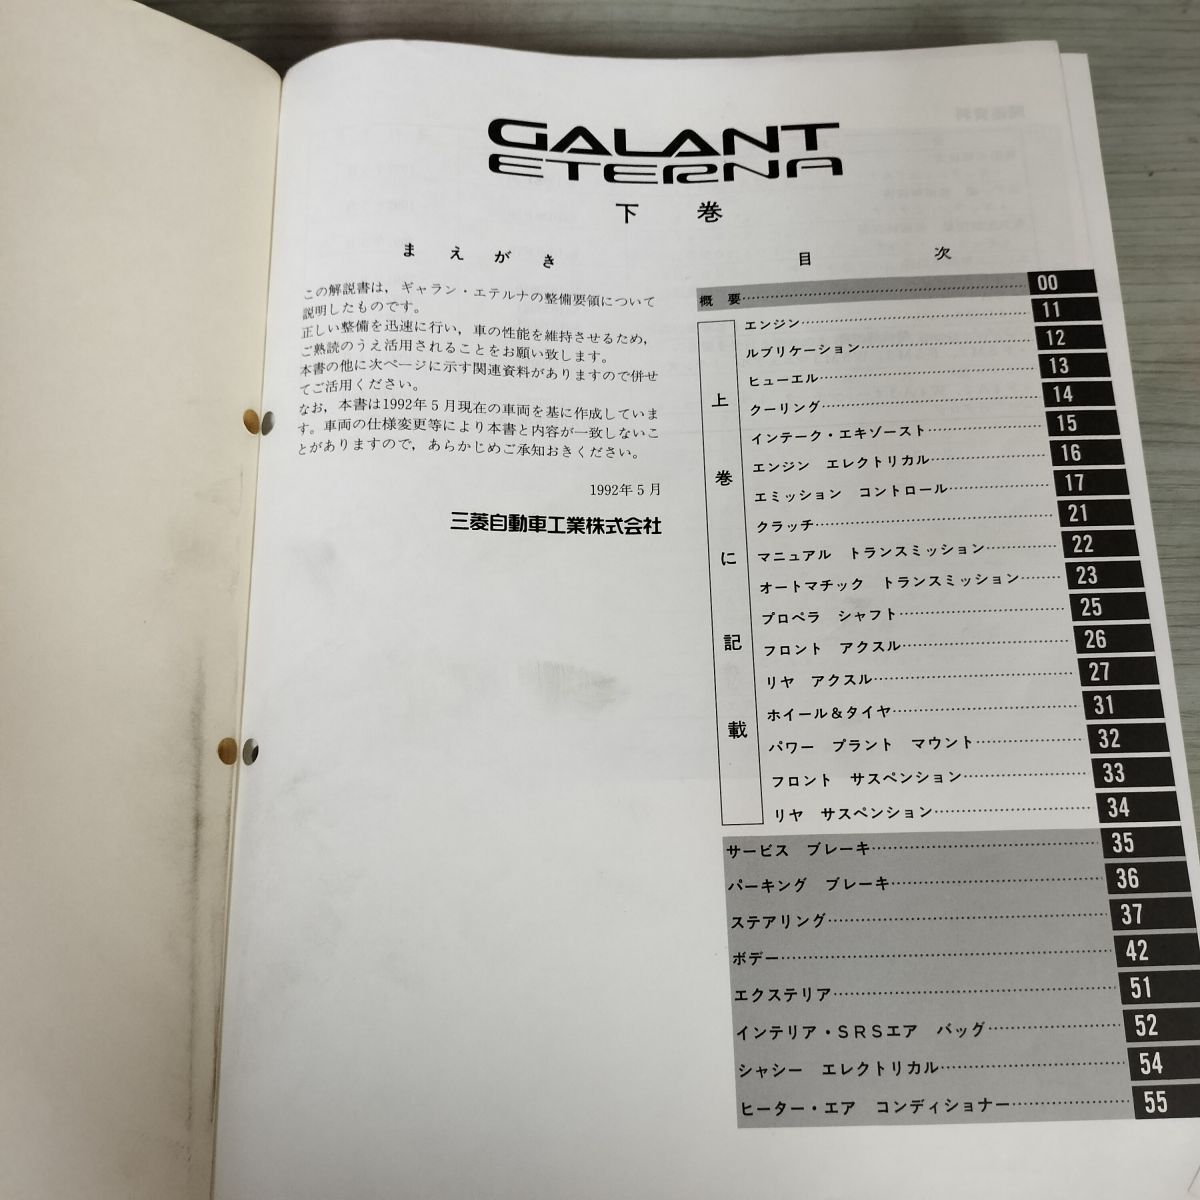 GALANT
ETERNA
下 巻
まえがき
この解説書は，ギャラン・エテルナの整備要領について
説明したものです。
正しい整備を迅速に行い，車の性能を維持させるため，
ご熟読のうえ活用されることをお願い致します。
本書の他に次ページに示す関連資料がありますので併せ
てご活用ください。
なお，本書は1992年５月現在の車両を基に作成していま
す。車両の仕様変更等により本書と内容が一致しないこ
とがありますので，あらかじめご承知おきください。
1992年５月
三菱自動車工業株式会社
目 次
概 要 00
上巻に記載
エンジン 11
ルブリケーション 12
ヒューエル 13
クーリング 14
インテーク・エキゾースト 15
エンジン エレクトリカル 16
エミッション コントロール 17
クラッチ 21
マニュアル トランスミッション 22
オートマチック トランスミッション 23
プロペラ シャフト 25
フロント アクスル 26
リヤ アクスル 27
ホイール＆タイヤ 31
パワー プラント マウント 32
フロント サスペンション 33
リヤ サスペンション 34
サービス ブレーキ 35
パーキング ブレーキ 36
ステアリング 37
ボデー 42
エクステリア 51
インテリア・ＳＲＳエア バッグ 52
シャシー エレクトリカル 54
ヒーター・エア コンディショナー 55